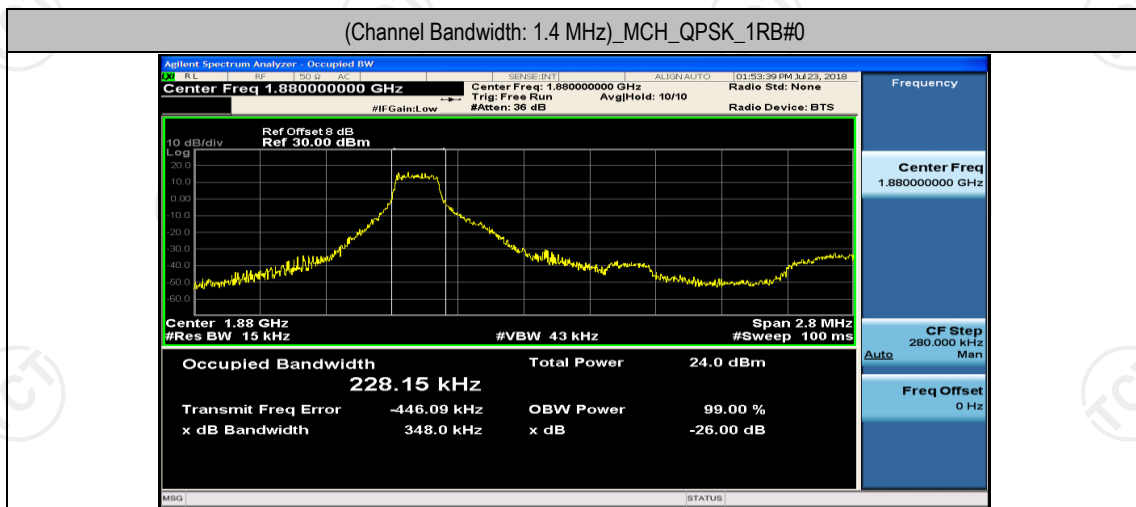 (Channel Bandwidth: 1.4 MHz)_MCH_QPSK_1RB#0
Agilent Spectrum Analyzer - Occupied BW
LXI RL RF 50 Ω AC SENSE:INT ALIGN AUTO 01:53:39 PM Jul 23, 2018
Center Freq 1.880000000 GHz Center Freq: 1.880000000 GHz Radio Std: None
Trig: Free Run Avg|Hold: 10/10
#IFGain:Low #Atten: 36 dB Radio Device: BTS
Frequency
Ref Offset 8 dB
10 dB/div Ref 30.00 dBm
Log
20.0
10.0
0.00
-10.0
-20.0
-30.0
-40.0
-50.0
-60.0
Center 1.88 GHz Span 2.8 MHz
#Res BW 15 kHz #VBW 43 kHz #Sweep 100 ms
Occupied Bandwidth Total Power 24.0 dBm
228.15 kHz
Transmit Freq Error -446.09 kHz OBW Power 99.00 %
x dB Bandwidth 348.0 kHz x dB -26.00 dB
Center Freq
1.880000000 GHz
CF Step
280.000 kHz
Auto Man
Freq Offset
0 Hz
MSG STATUS
TCT
TCT